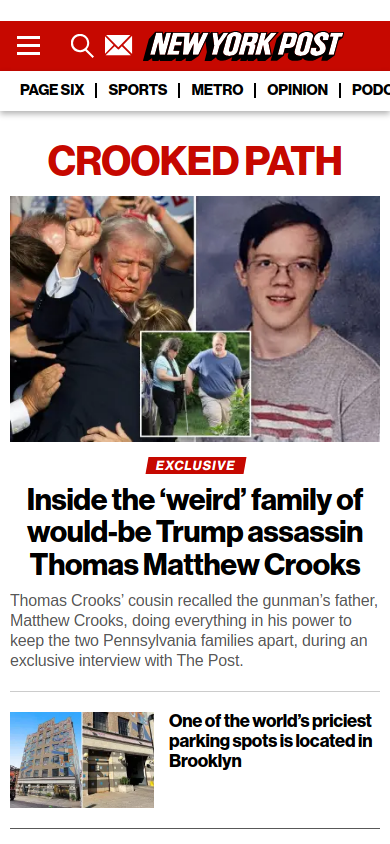 NEW YORK POST
PAGE SIX | SPORTS | METRO | OPINION | PODC
CROOKED PATH
EXCLUSIVE
Inside the ‘weird’ family of
would-be Trump assassin
Thomas Matthew Crooks
Thomas Crooks’ cousin recalled the gunman’s father,
Matthew Crooks, doing everything in his power to
keep the two Pennsylvania families apart, during an
exclusive interview with The Post.
One of the world’s priciest
parking spots is located in
Brooklyn